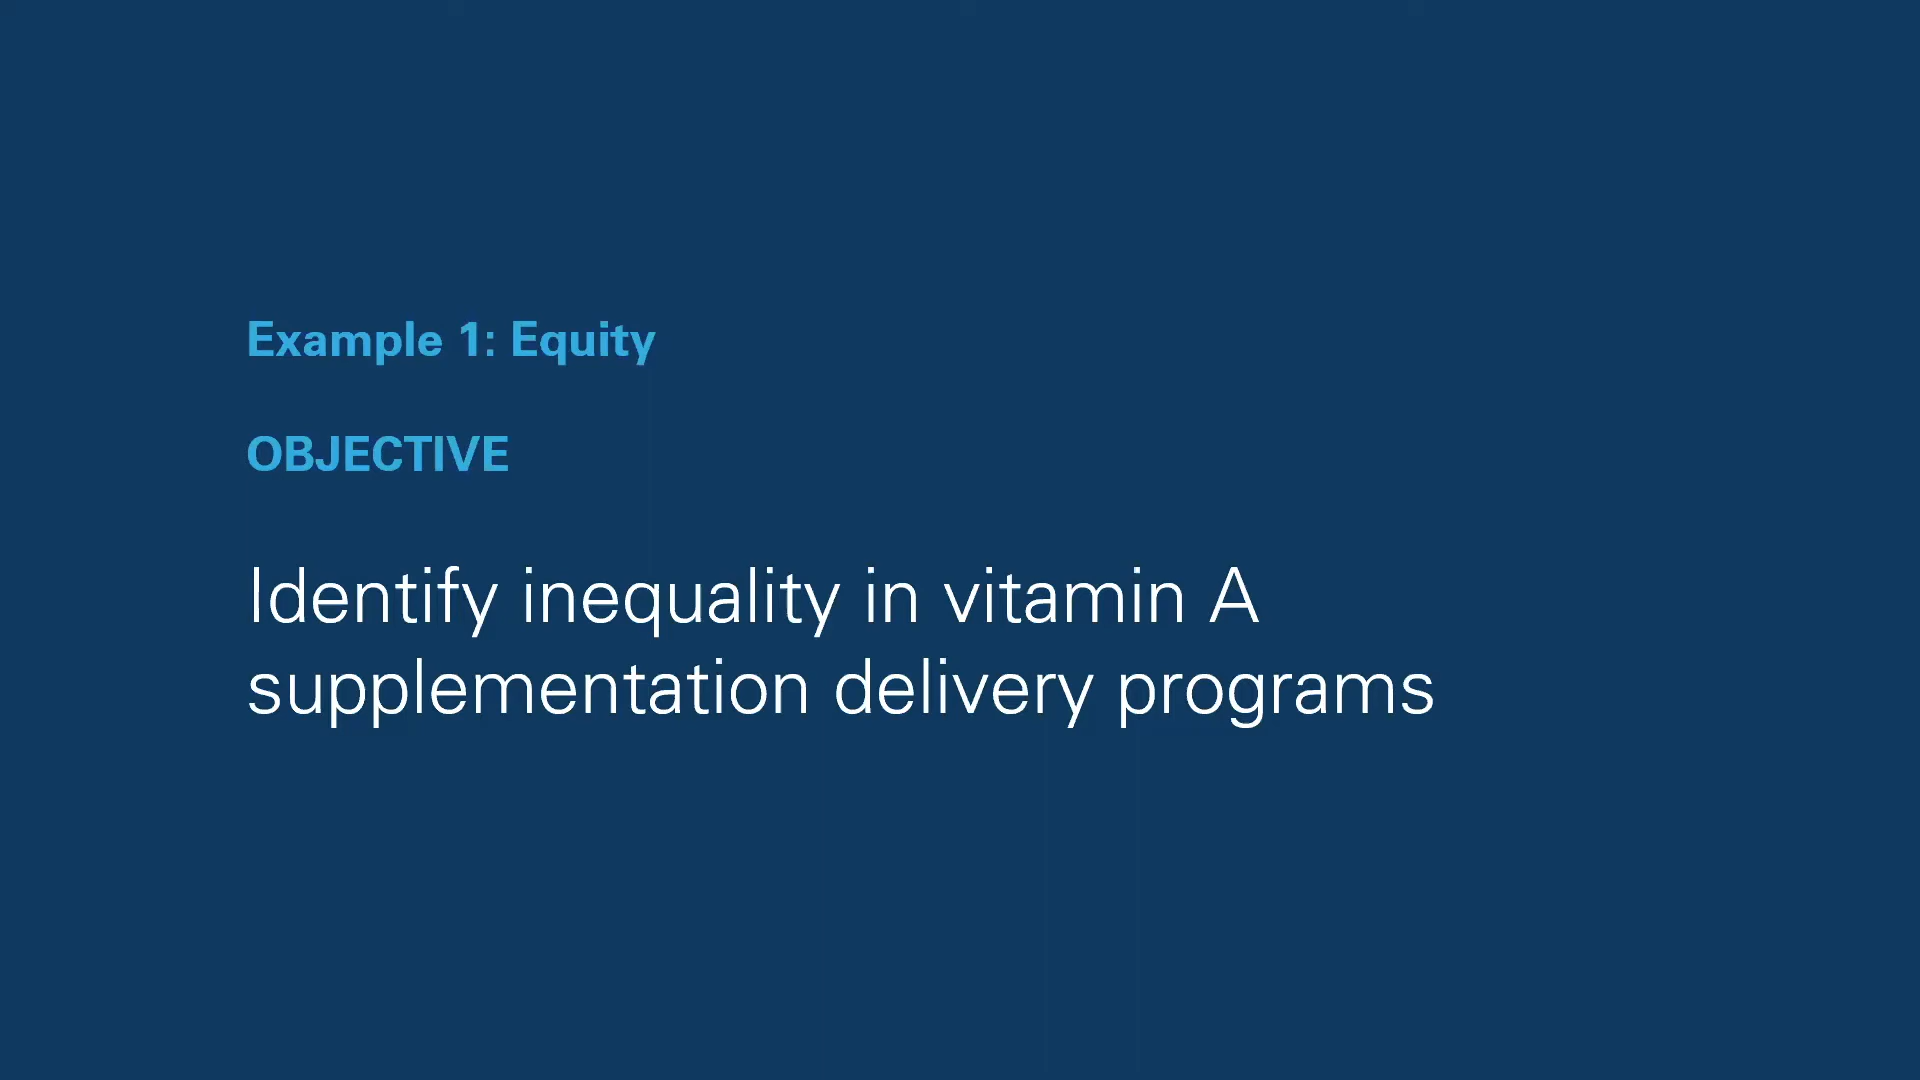 Example 1: Equity
OBJECTIVE
Identify inequality in vitamin A
supplementation delivery programs